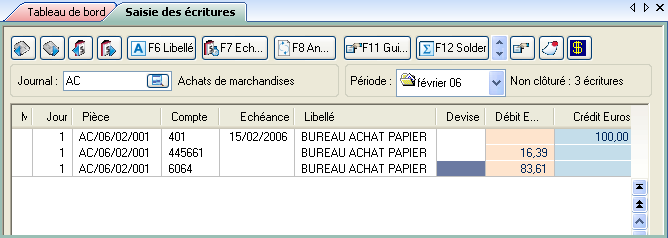 Tableau de bord Saisie des écritures
A F6 Libellé F7 Ech... F8 An... F11 Gui... Σ F12 Solder $
Journal : AC Achats de marchandises Période : février 06 Non clôturé : 3 écritures
M Jour Pièce Compte Echéance Libellé Devise Débit E... Crédit Euros
1 AC/06/02/001 401 15/02/2006 BUREAU ACHAT PAPIER 100,00
1 AC/06/02/001 445661 BUREAU ACHAT PAPIER 16,39
1 AC/06/02/001 6064 BUREAU ACHAT PAPIER 83,61